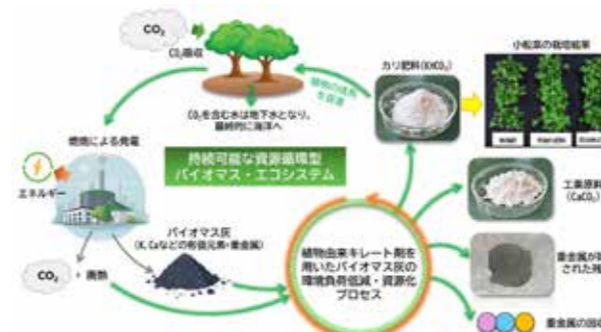 CO₂
CO₂吸収
CO₂を含む水は地下水となり、
最終的に海洋へ
植物の成長
を促進
カリ肥料(KHCO₃)
小松菜の栽培結果
燃焼による発電
エネルギー
持続可能な資源循環型
バイオマス・エコシステム
バイオマス灰
(K, Caなどの有価元素+重金属)
CO₂ + 廃熱
植物由来キレート剤を
用いたバイオマス灰の
環境負荷低減・資源化
プロセス
工業原料
(CaCO₃)
重金属が
された残
重金属の回収